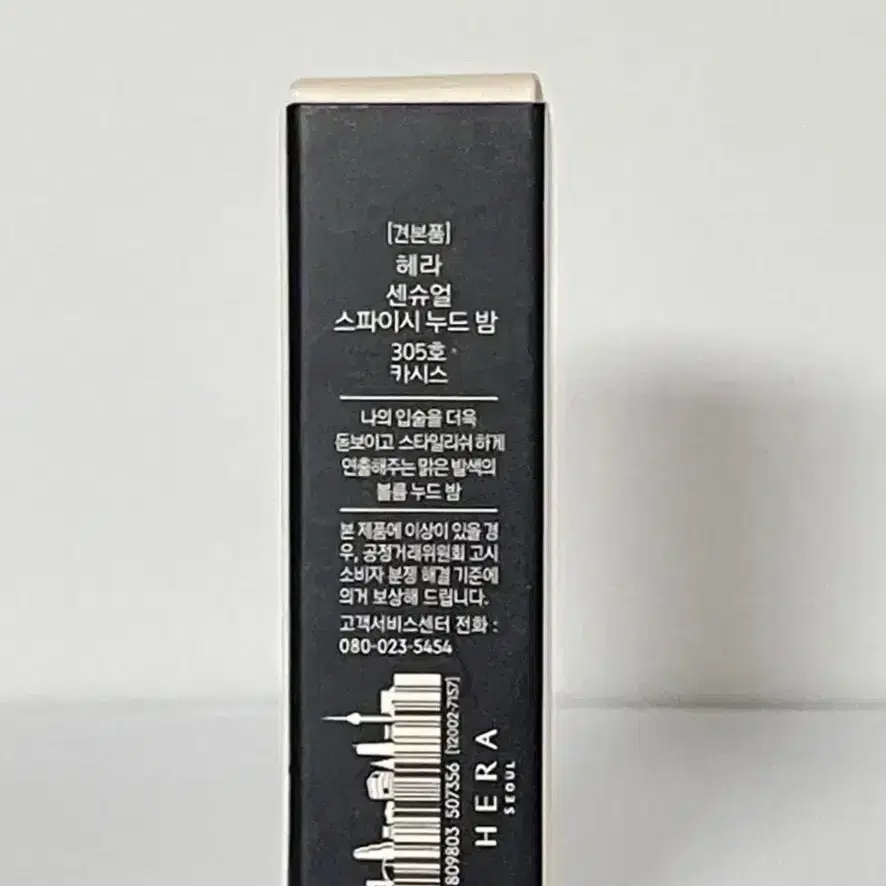 [견본품]
헤라
센슈얼
스파이시 누드 밤
305호
카시스
나의 입술을 더욱
돋보이고 스타일리쉬하게
연출해주는 맑은 발색의
볼륨 누드 밤
본 제품에 이상이 있을 경
우, 공정거래위원회 고시
소비자 분쟁 해결 기준에
의거 보상해 드립니다.
고객서비스센터 전화 :
080-023-5454
809803 507356 [12002-7157]
HERA
SEOUL